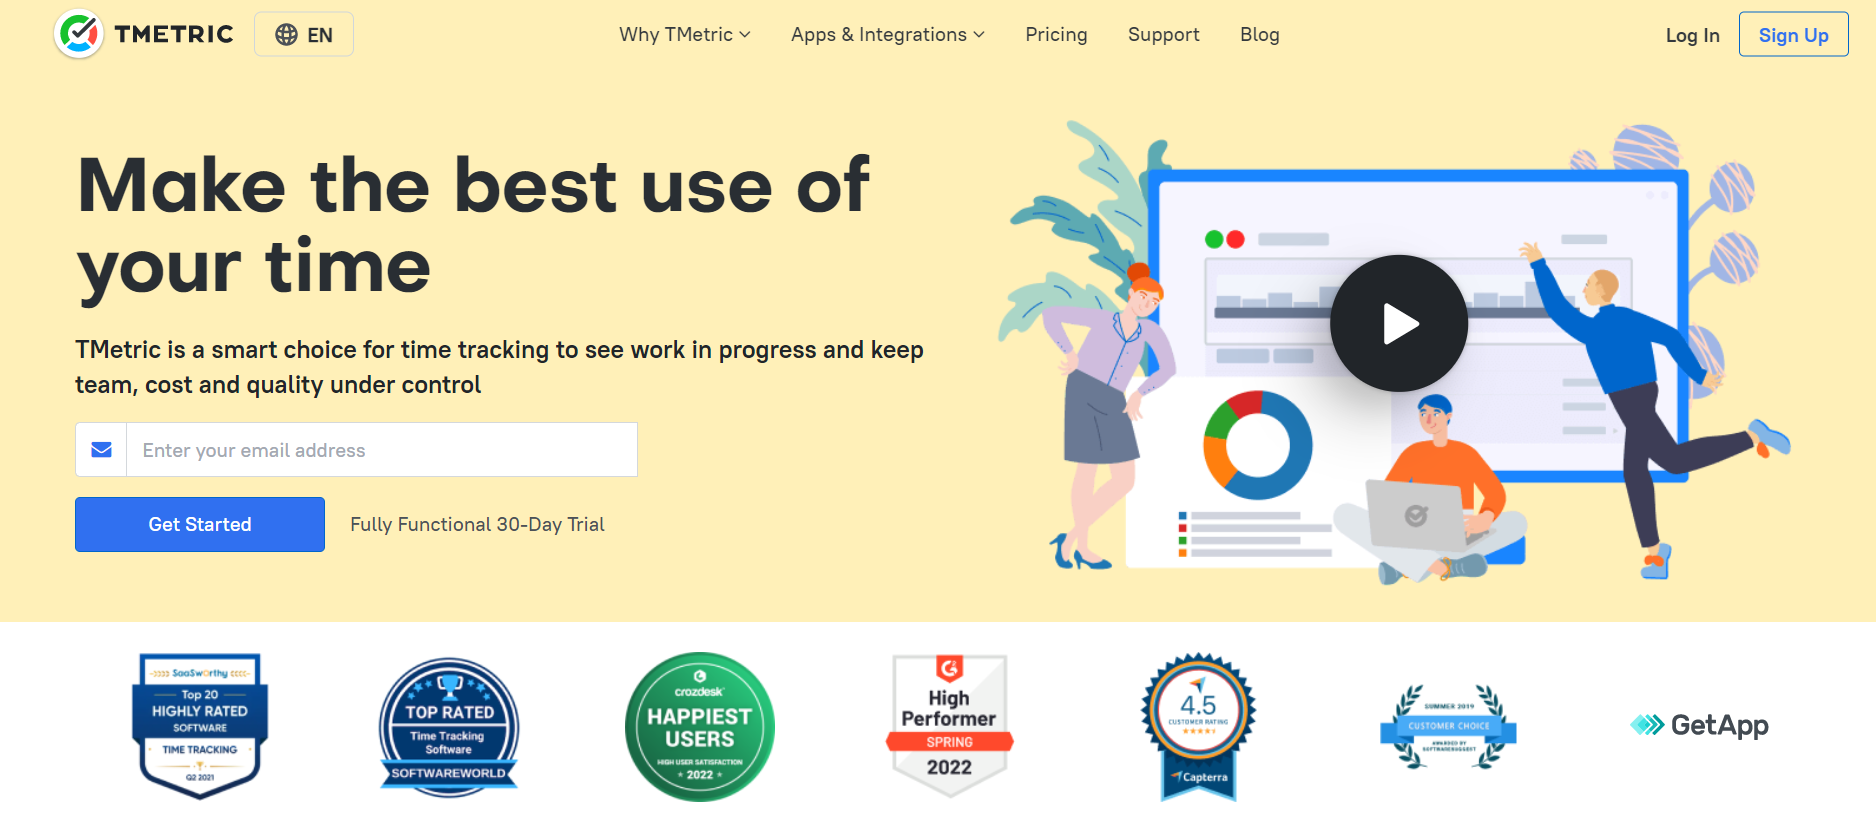 TMETRIC
EN
Why TMetric
Apps & Integrations
Pricing
Support
Blog
Log In
Sign Up
Make the best use of
your time
TMetric is a smart choice for time tracking to see work in progress and keep
team, cost and quality under control
Enter your email address
Get Started
Fully Functional 30-Day Trial
SaaSworthy
Top 20
HIGHLY RATED
SOFTWARE
TIME TRACKING
Q2 2021
TOP RATED
Time Tracking
Software
SOFTWAREWORLD
crozdesk
HAPPIEST
USERS
HIGH USER SATISFACTION
2022
High
Performer
SPRING
2022
4.5
CUSTOMER RATING
Capterra
SUMMER 2019
CUSTOMER CHOICE
AWARDED BY
SOFTWARESUGGEST
GetApp